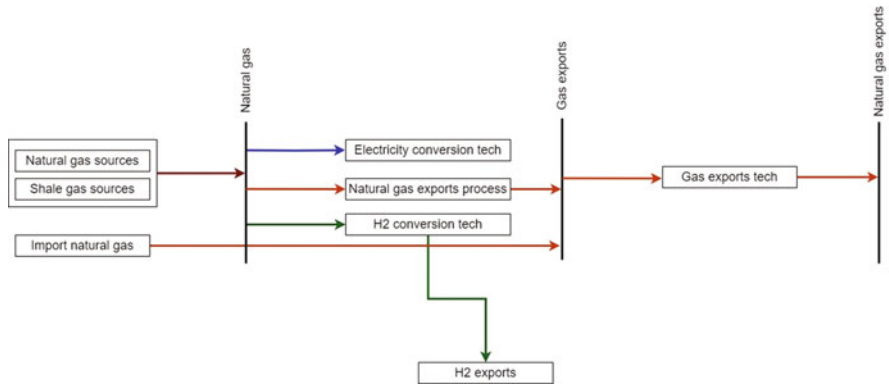 Natural gas
Gas exports
Natural gas exports
Natural gas sources
Shale gas sources
Import natural gas
Electricity conversion tech
Natural gas exports process
H2 conversion tech
Gas exports tech
H2 exports